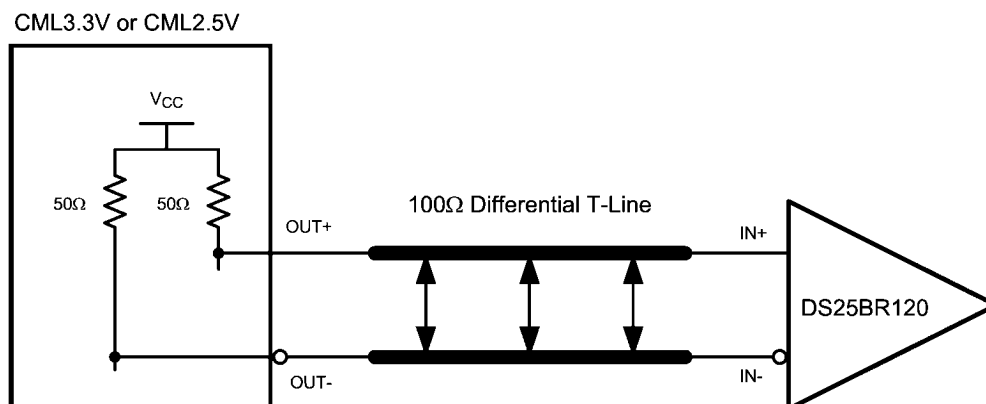 CML3.3V or CML2.5V
VCC
50Ω 50Ω
100Ω Differential T-Line
OUT+ IN+
DS25BR120
OUT- IN-